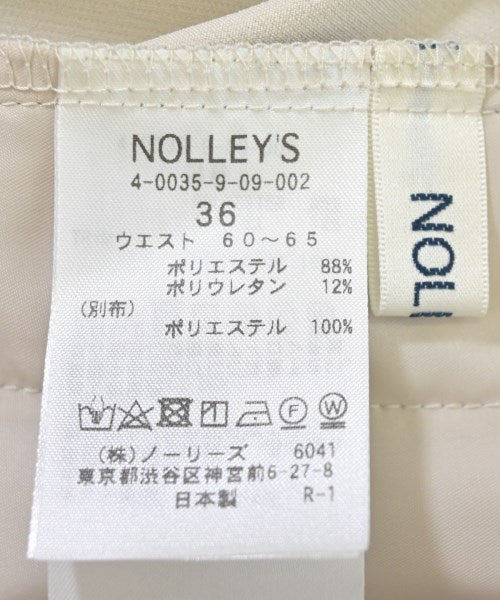 NOLLEY'S
4-0035-9-09-002
36
ウエスト 60～65
ポリエステル 88%
ポリウレタン 12%
(別布)
ポリエステル 100%
F W
(株)ノーリーズ 6041
東京都渋谷区神宮前6-27-8
日本製 R-1
NOLL